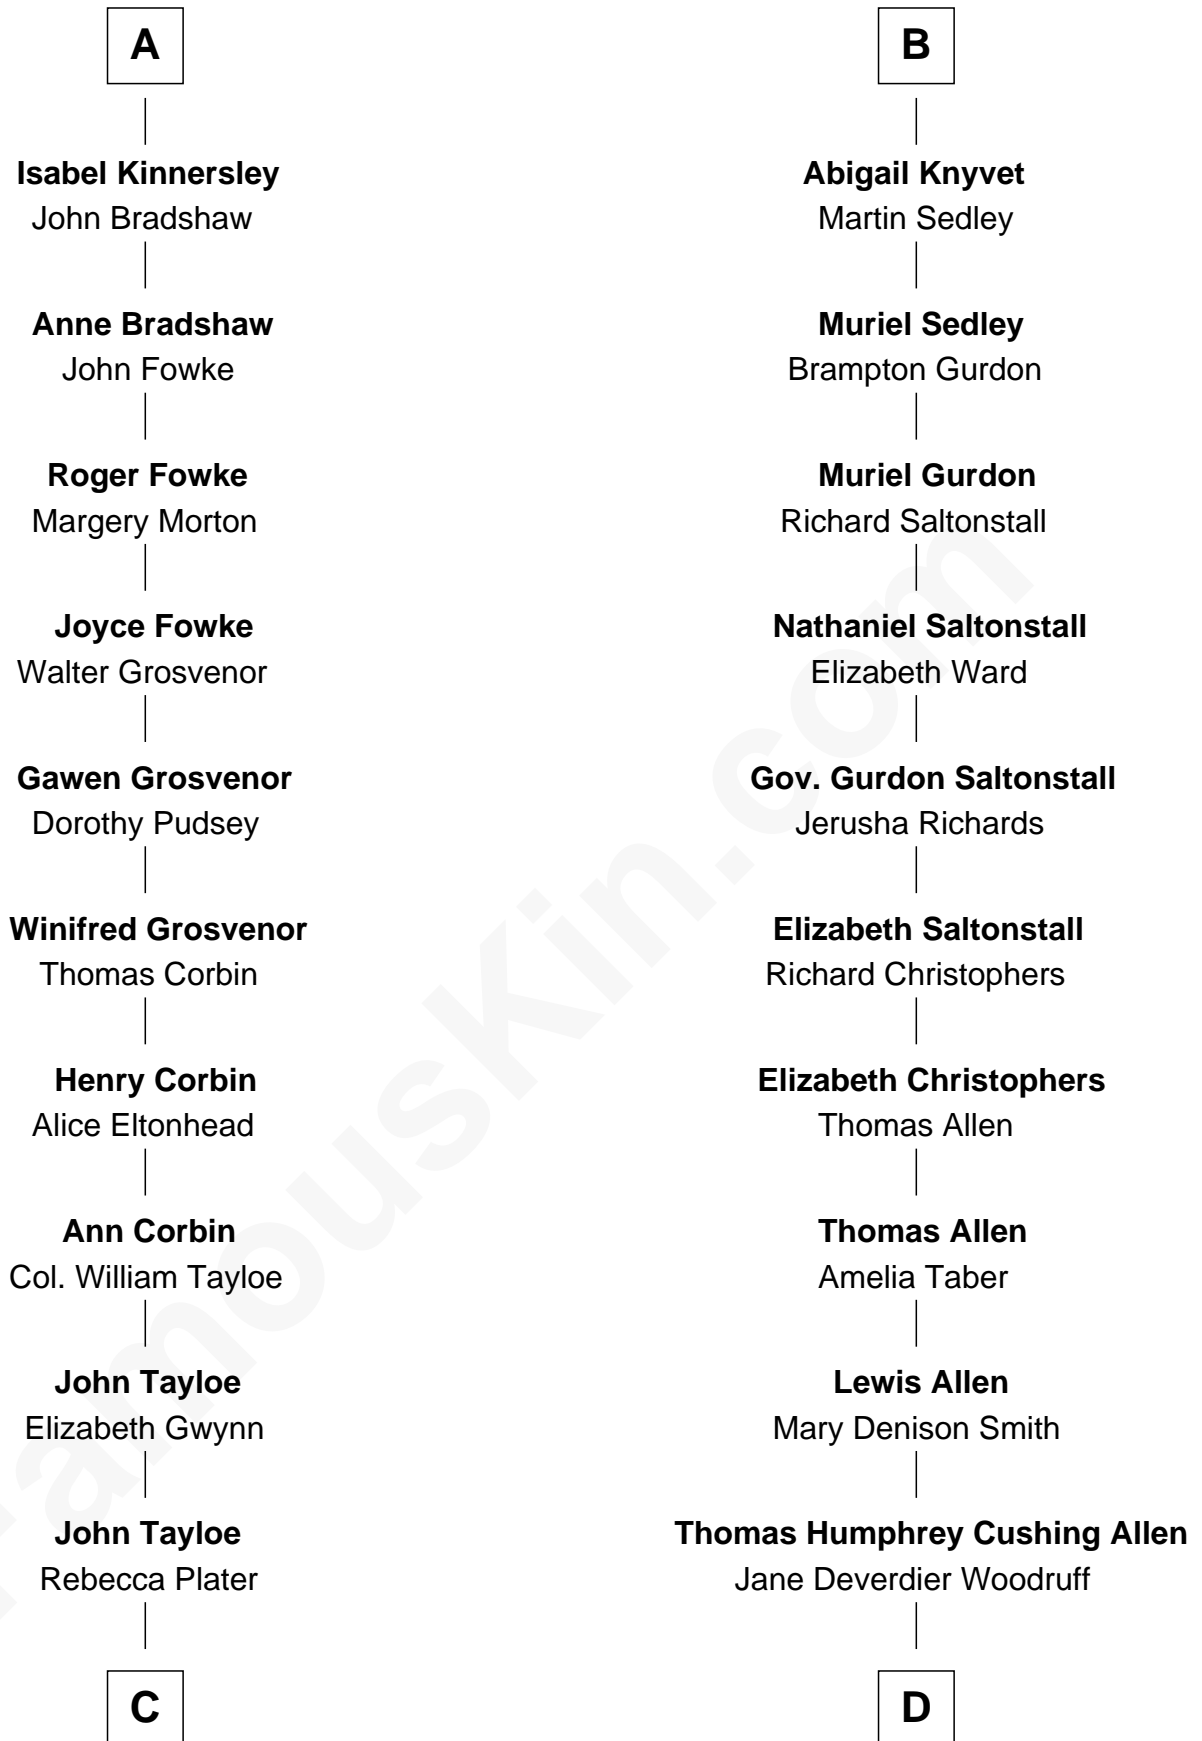 A
Isabel Kinnersley
John Bradshaw
Anne Bradshaw
John Fowke
Roger Fowke
Margery Morton
Joyce Fowke
Walter Grosvenor
Gawen Grosvenor
Dorothy Pudsey
Winifred Grosvenor
Thomas Corbin
Henry Corbin
Alice Eltonhead
Ann Corbin
Col. William Tayloe
John Tayloe
Elizabeth Gwynn
John Tayloe
Rebecca Plater
C
B
Abigail Knyvet
Martin Sedley
Muriel Sedley
Brampton Gurdon
Muriel Gurdon
Richard Saltonstall
Nathaniel Saltonstall
Elizabeth Ward
Gov. Gurdon Saltonstall
Jerusha Richards
Elizabeth Saltonstall
Richard Christophers
Elizabeth Christophers
Thomas Allen
Thomas Allen
Amelia Taber
Lewis Allen
Mary Denison Smith
Thomas Humphrey Cushing Allen
Jane Deverdier Woodruff
D
FamousKin.com